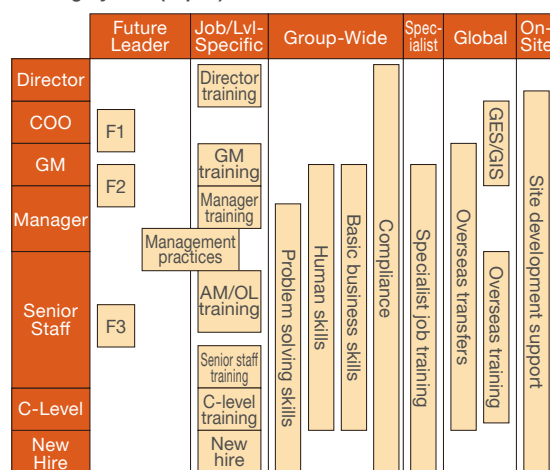 Future
Leader
Job/Lvl-
Specific
Group-Wide
Spec-
ialist
Global
On-
Site
Director
COO
GM
Manager
Senior
Staff
C-Level
New
Hire
F1
F2
F3
Director
training
GM
training
Manager
training
Management
practices
AM/OL
training
Senior staff
training
C-level
training
New
hire
Problem solving skills
Human skills
Basic business skills
Compliance
Specialist job training
Overseas transfers
GES/GIS
Overseas training
Site development support